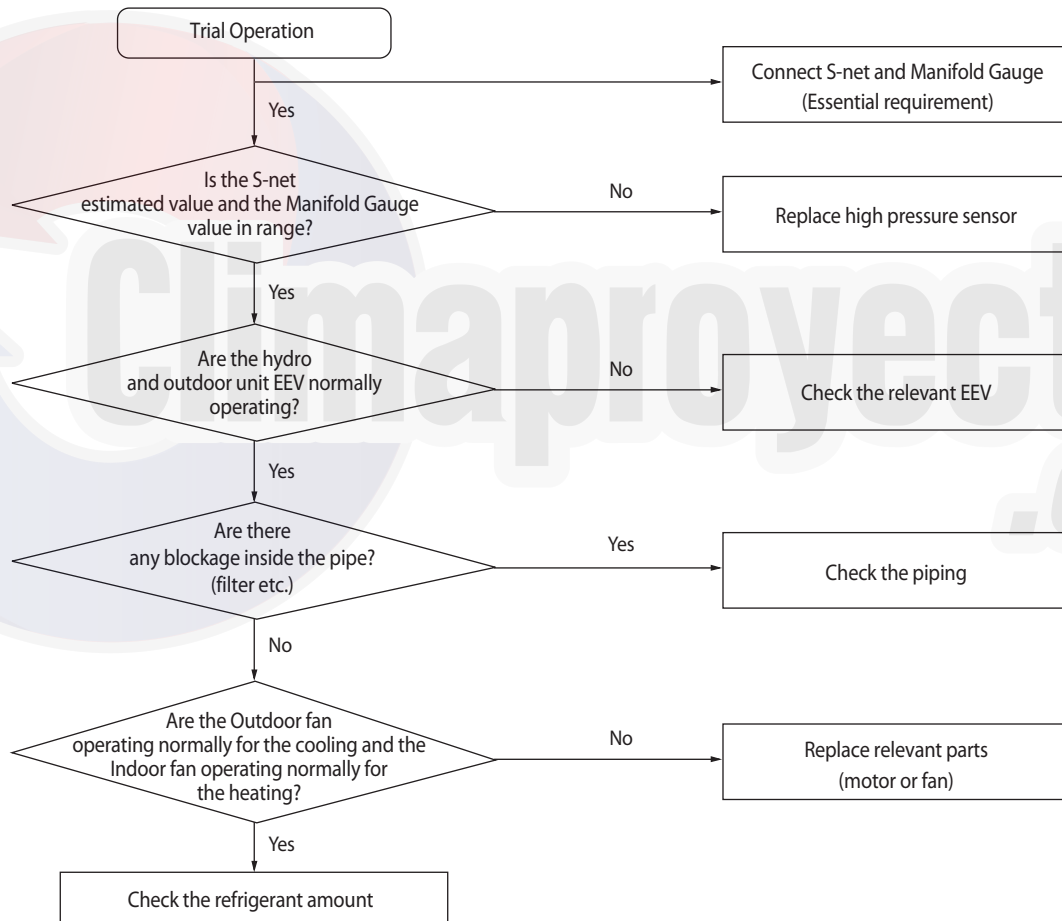 Trial Operation
Connect S-net and Manifold Gauge
(Essential requirement)
Yes
Is the S-net
estimated value and the Manifold Gauge
value in range?
No
Replace high pressure sensor
Yes
Are the hydro
and outdoor unit EEV normally
operating?
No
Check the relevant EEV
Yes
Are there
any blockage inside the pipe?
(filter etc.)
Yes
Check the piping
No
Are the Outdoor fan
operating normally for the cooling and the
Indoor fan operating normally for
the heating?
No
Replace relevant parts
(motor or fan)
Yes
Check the refrigerant amount
Climaproyect